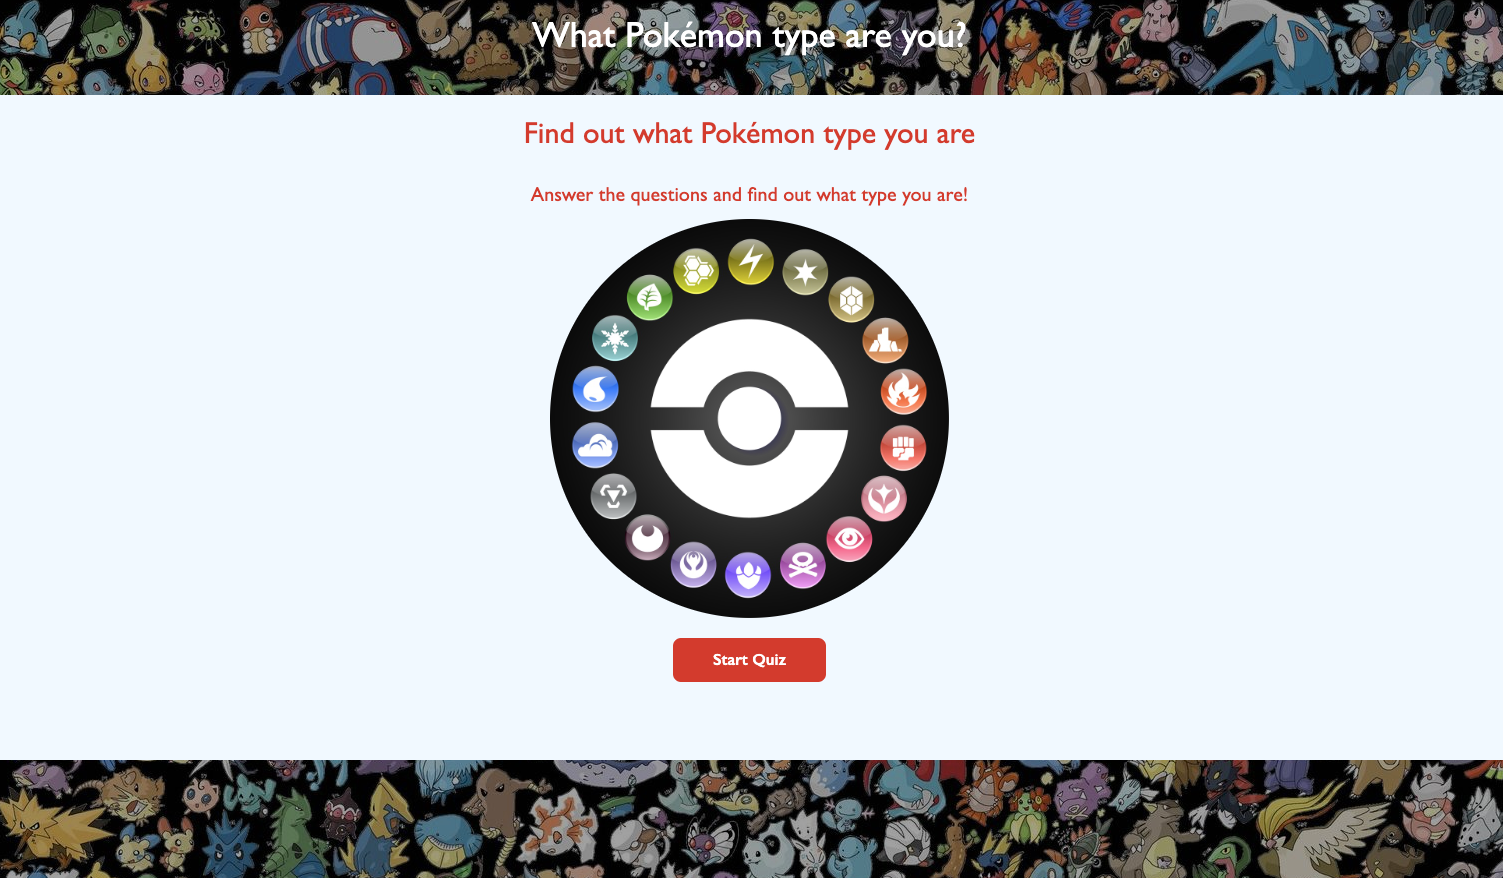 What Pokémon type are you?
Find out what Pokémon type you are
Answer the questions and find out what type you are!
Start Quiz